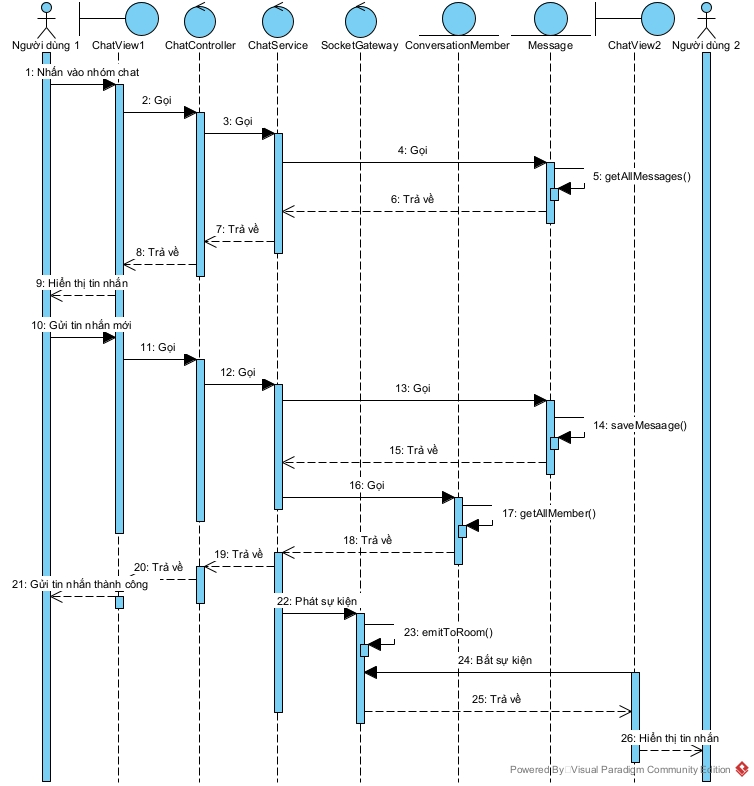 Người dùng 1
ChatView1
ChatController
ChatService
SocketGateway
ConversationMember
Message
ChatView2
Người dùng 2
1: Nhấn vào nhóm chat
2: Gọi
3: Gọi
4: Gọi
5: getAllMessages()
6: Trả về
7: Trả về
8: Trả về
9: Hiển thị tin nhắn
10: Gửi tin nhắn mới
11: Gọi
12: Gọi
13: Gọi
14: saveMesaage()
15: Trả về
16: Gọi
17: getAllMember()
18: Trả về
19: Trả về
20: Trả về
21: Gửi tin nhắn thành công
22: Phát sự kiện
23: emitToRoom()
24: Bắt sự kiện
25: Trả về
26: Hiển thị tin nhắn
Powered By Visual Paradigm Community Edition